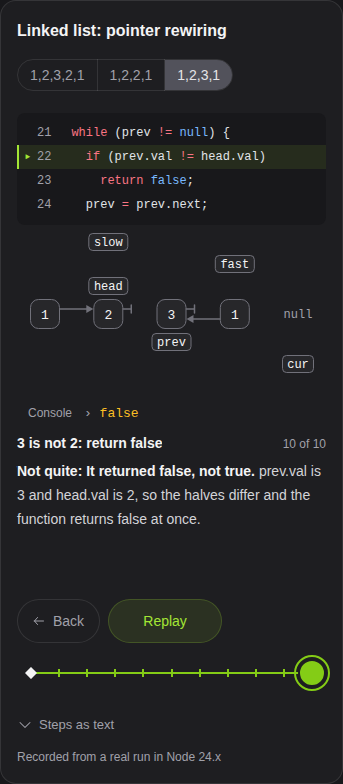 Linked list: pointer rewiring
1,2,3,2,1 1,2,2,1 1,2,3,1
21 while (prev != null) {
▸ 22 if (prev.val != head.val)
23 return false;
24 prev = prev.next;
slow
fast
head
1 2 3 1 null
prev
cur
Console › false
3 is not 2: return false 10 of 10
Not quite: It returned false, not true. prev.val is
3 and head.val is 2, so the halves differ and the
function returns false at once.
← Back Replay
Steps as text
Recorded from a real run in Node 24.x